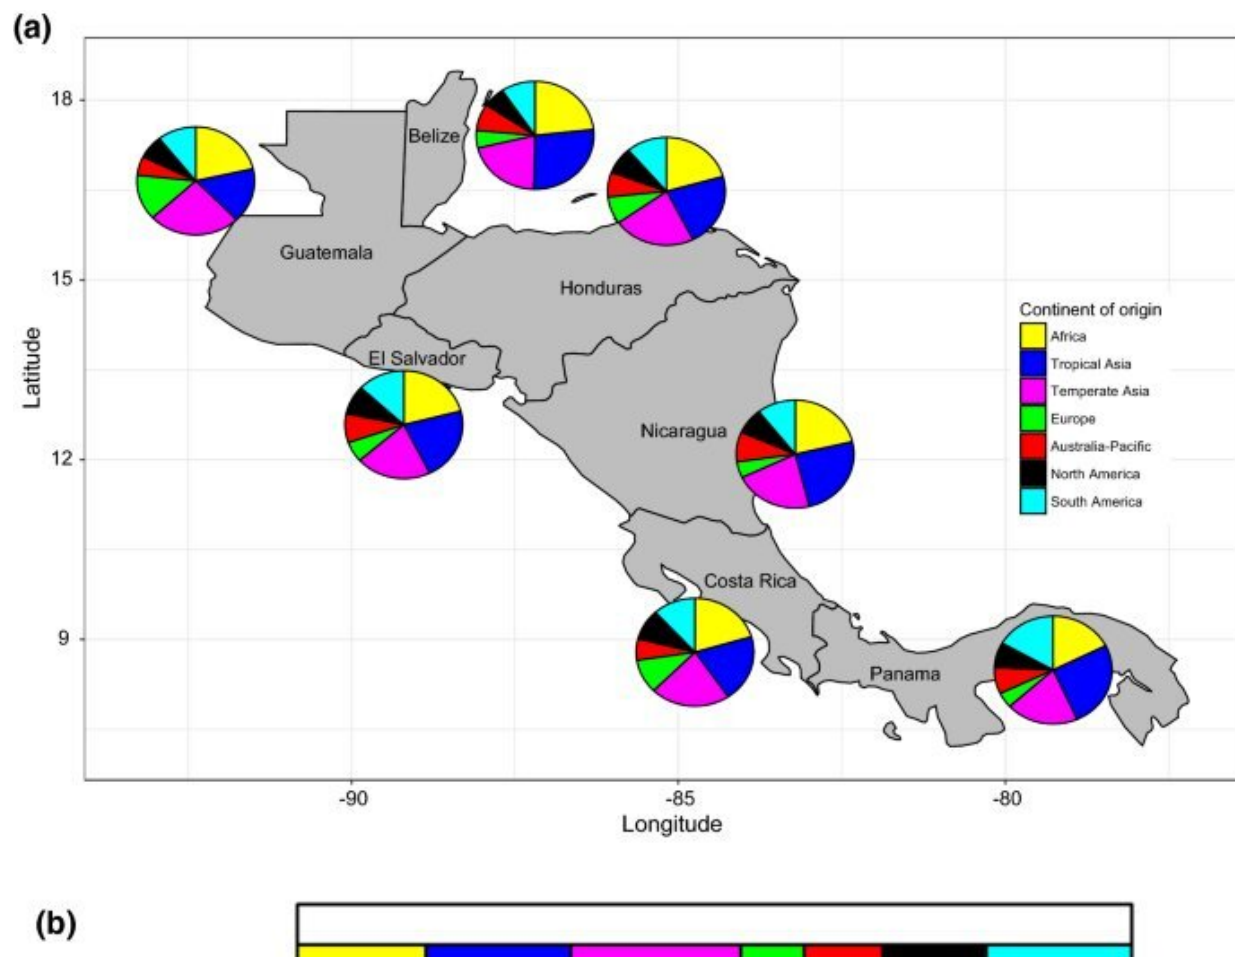 (a)
18
15
12
9
Latitude
Belize
Guatemala
Honduras
El Salvador
Nicaragua
Costa Rica
Panama
Continent of origin
Africa
Tropical Asia
Temperate Asia
Europe
Australia-Pacific
North America
South America
-90
-85
-80
Longitude
(b)